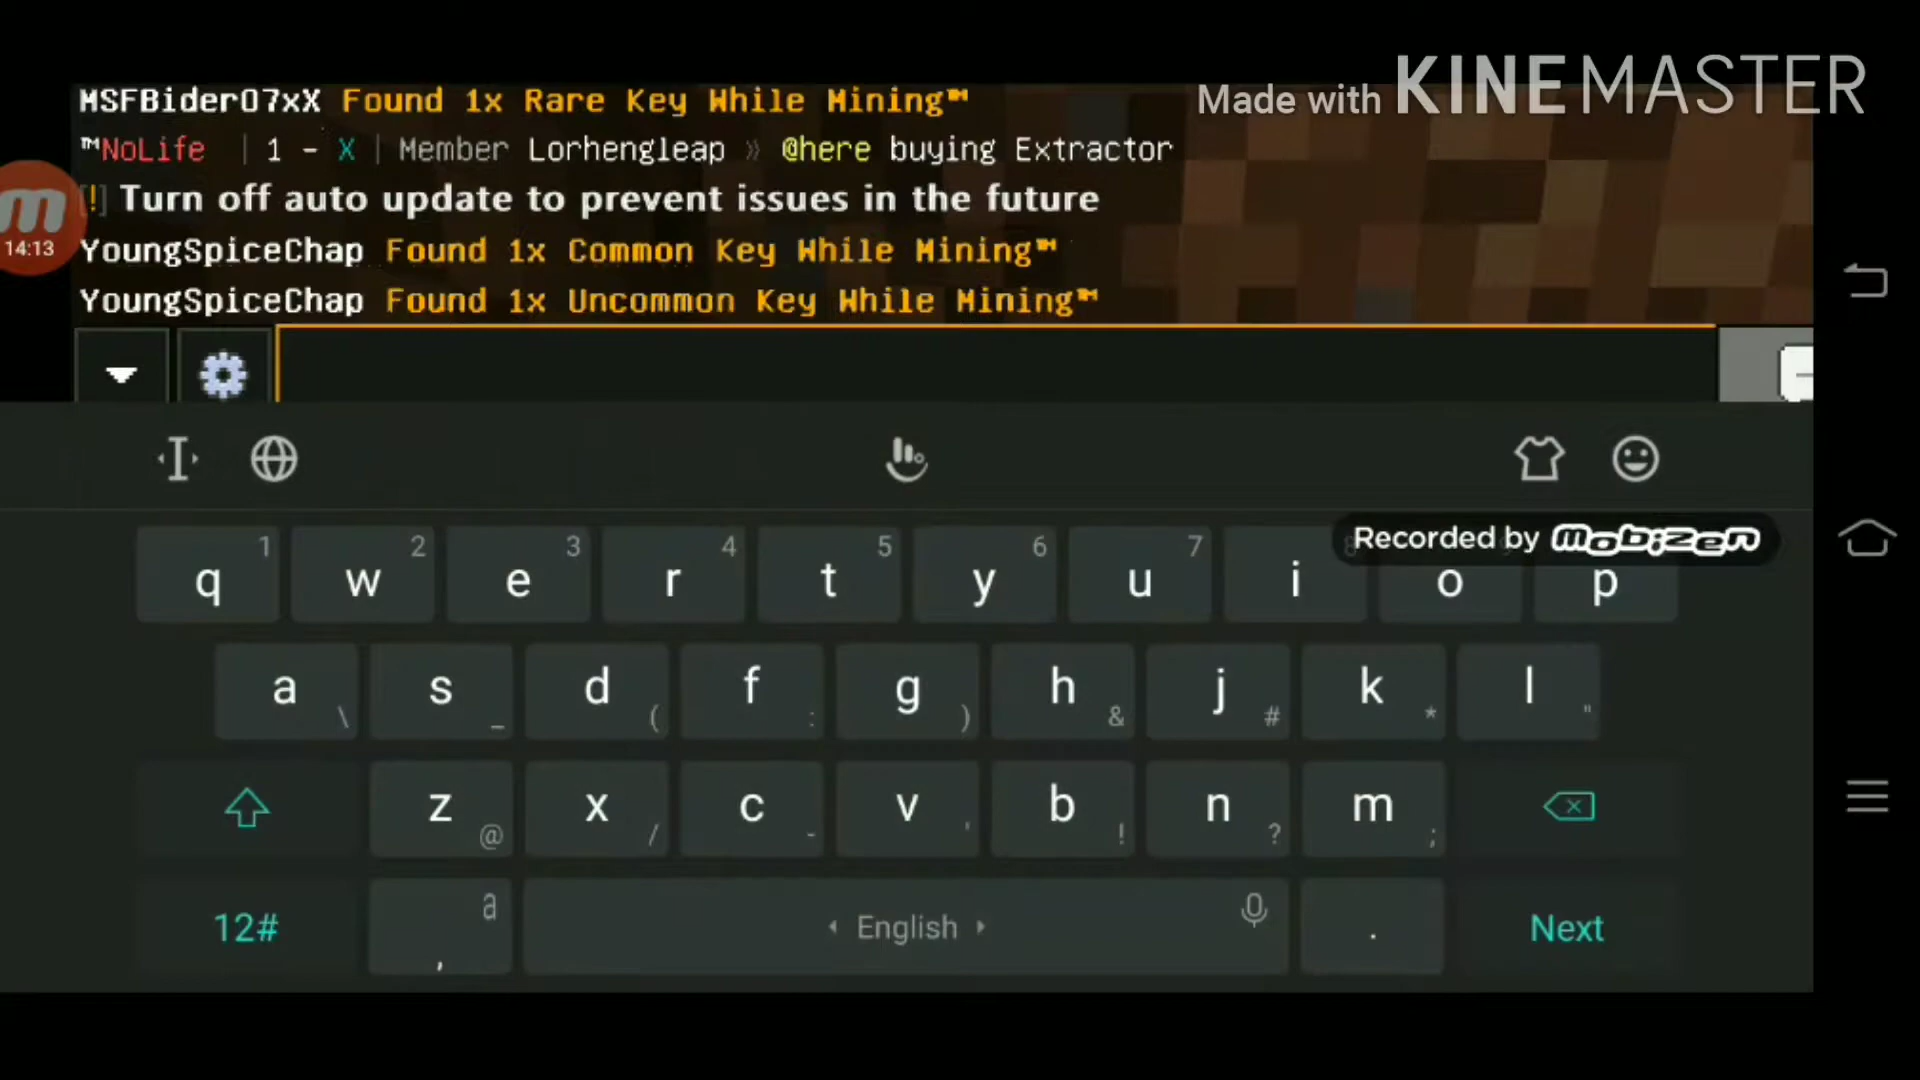 Made with KINEMASTER
MSFBider07xX Found 1x Rare Key While Mining™
™NoLife | 1 - X | Member Lorhengleap » @here buying Extractor
[!] Turn off auto update to prevent issues in the future
14:13
YoungSpiceChap Found 1x Common Key While Mining™
YoungSpiceChap Found 1x Uncommon Key While Mining™
Recorded by mobizen
1 2 3 4 5 6 7
q w e r t y u i o p
a s d f g h j k l
\ _ ( : ) & # * "
z x c v b n m
@ / - ' ! ? ;
12# , a English . Next